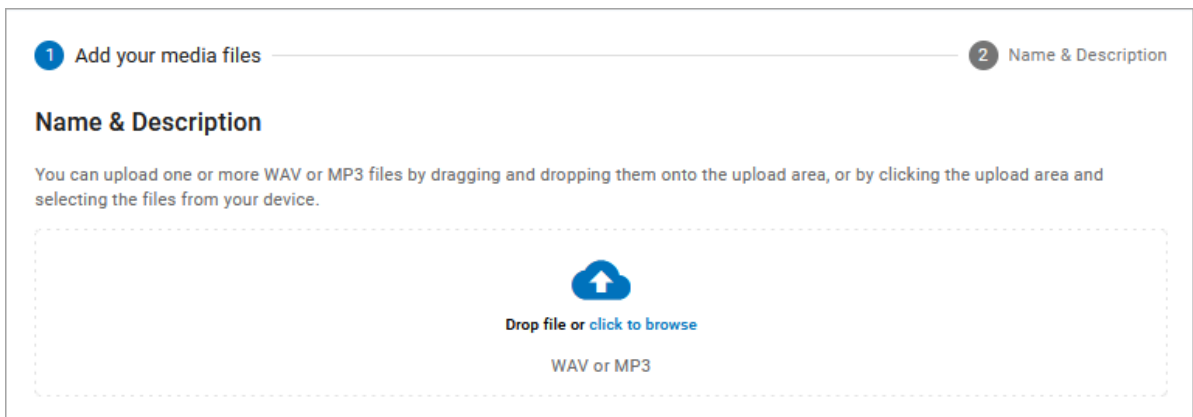 1 Add your media files
2 Name & Description
Name & Description
You can upload one or more WAV or MP3 files by dragging and dropping them onto the upload area, or by clicking the upload area and
selecting the files from your device.
Drop file or click to browse
WAV or MP3